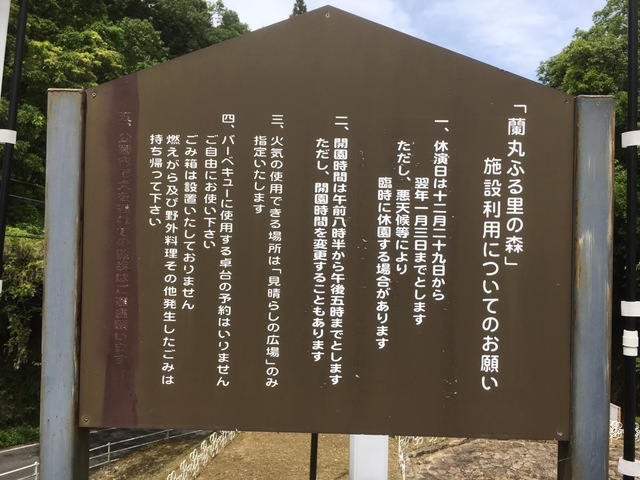 「蘭丸ふる里の森」
施設利用についてのお願い
一、休演日は十二月二十九日から
翌年一月三日までとします
ただし、悪天候等により
臨時に休園する場合があります
二、開園時間は午前八時半から午後五時までとします
ただし、開園時間を変更することもあります
三、火気の使用できる場所は「見晴らしの広場」のみ
指定いたします
四、バーベキューに使用する卓台の予約はいりません
ご自由にお使い下さい
ごみ箱は設置いたしておりません
燃えがら及び野外料理その他発生したごみは
持ち帰って下さい